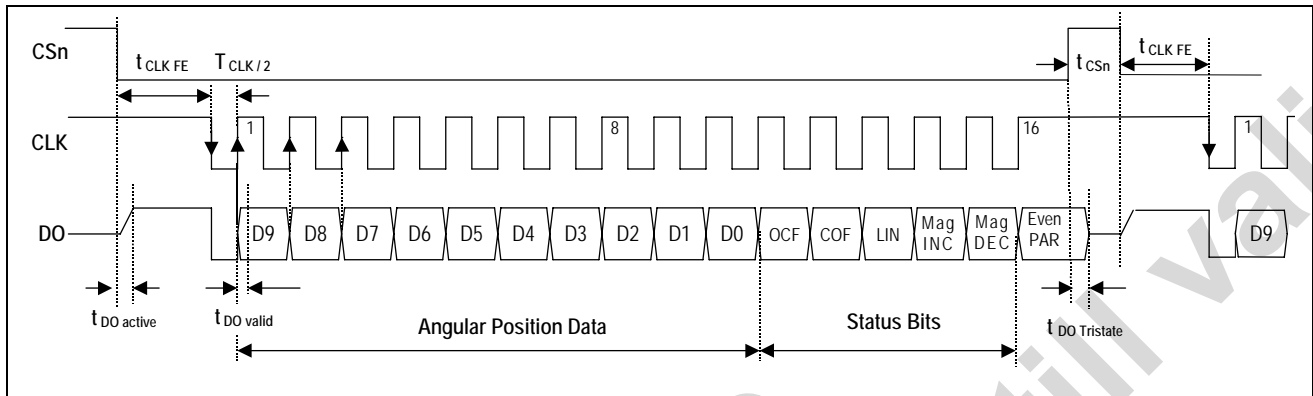 CSn
t CLK FE
T CLK / 2
t CSn
t CLK FE
CLK
1
8
16
1
DO
D9
D8
D7
D6
D5
D4
D3
D2
D1
D0
OCF
COF
LIN
Mag
INC
Mag
DEC
Even
PAR
D9
t DO active
t DO valid
Angular Position Data
Status Bits
t DO Tristate
till vali